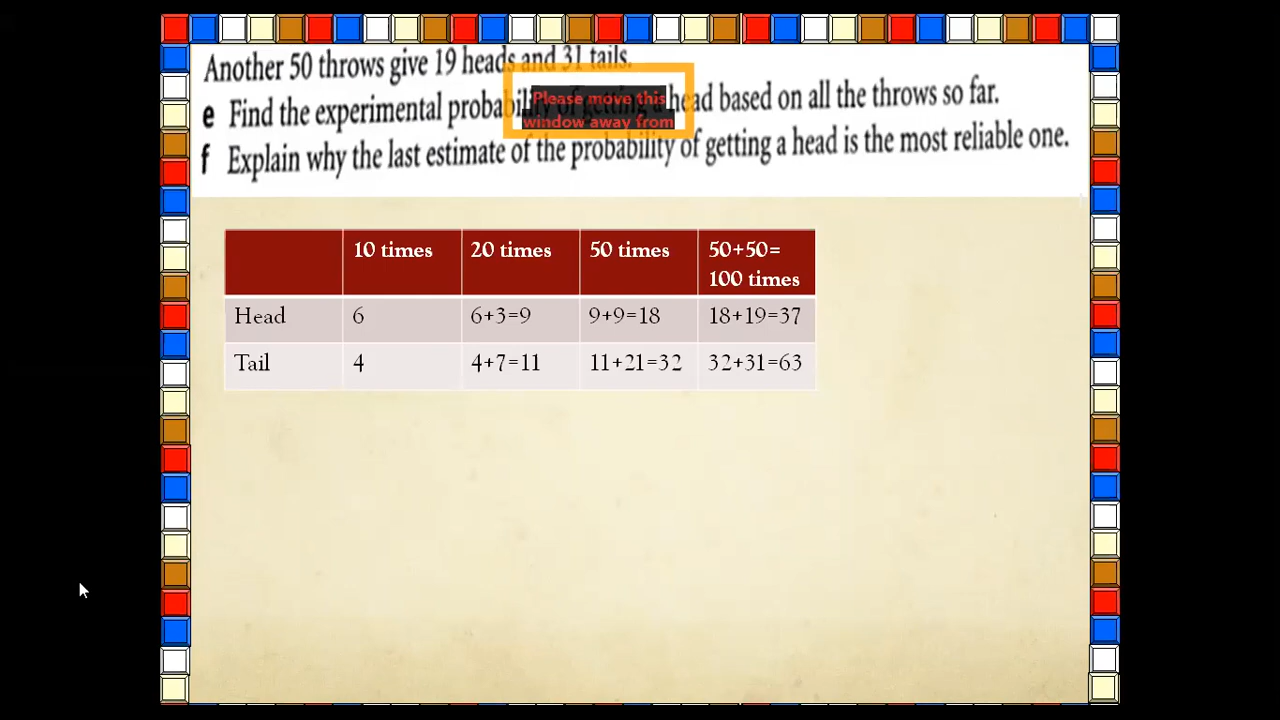 Another 50 throws give 19 heads and 31 tails.
e Find the experimental probability of getting a head based on all the throws so far.
Please move this
window away from
f Explain why the last estimate of the probability of getting a head is the most reliable one.
10 times 20 times 50 times 50+50=
100 times
Head 6 6+3=9 9+9=18 18+19=37
Tail 4 4+7=11 11+21=32 32+31=63